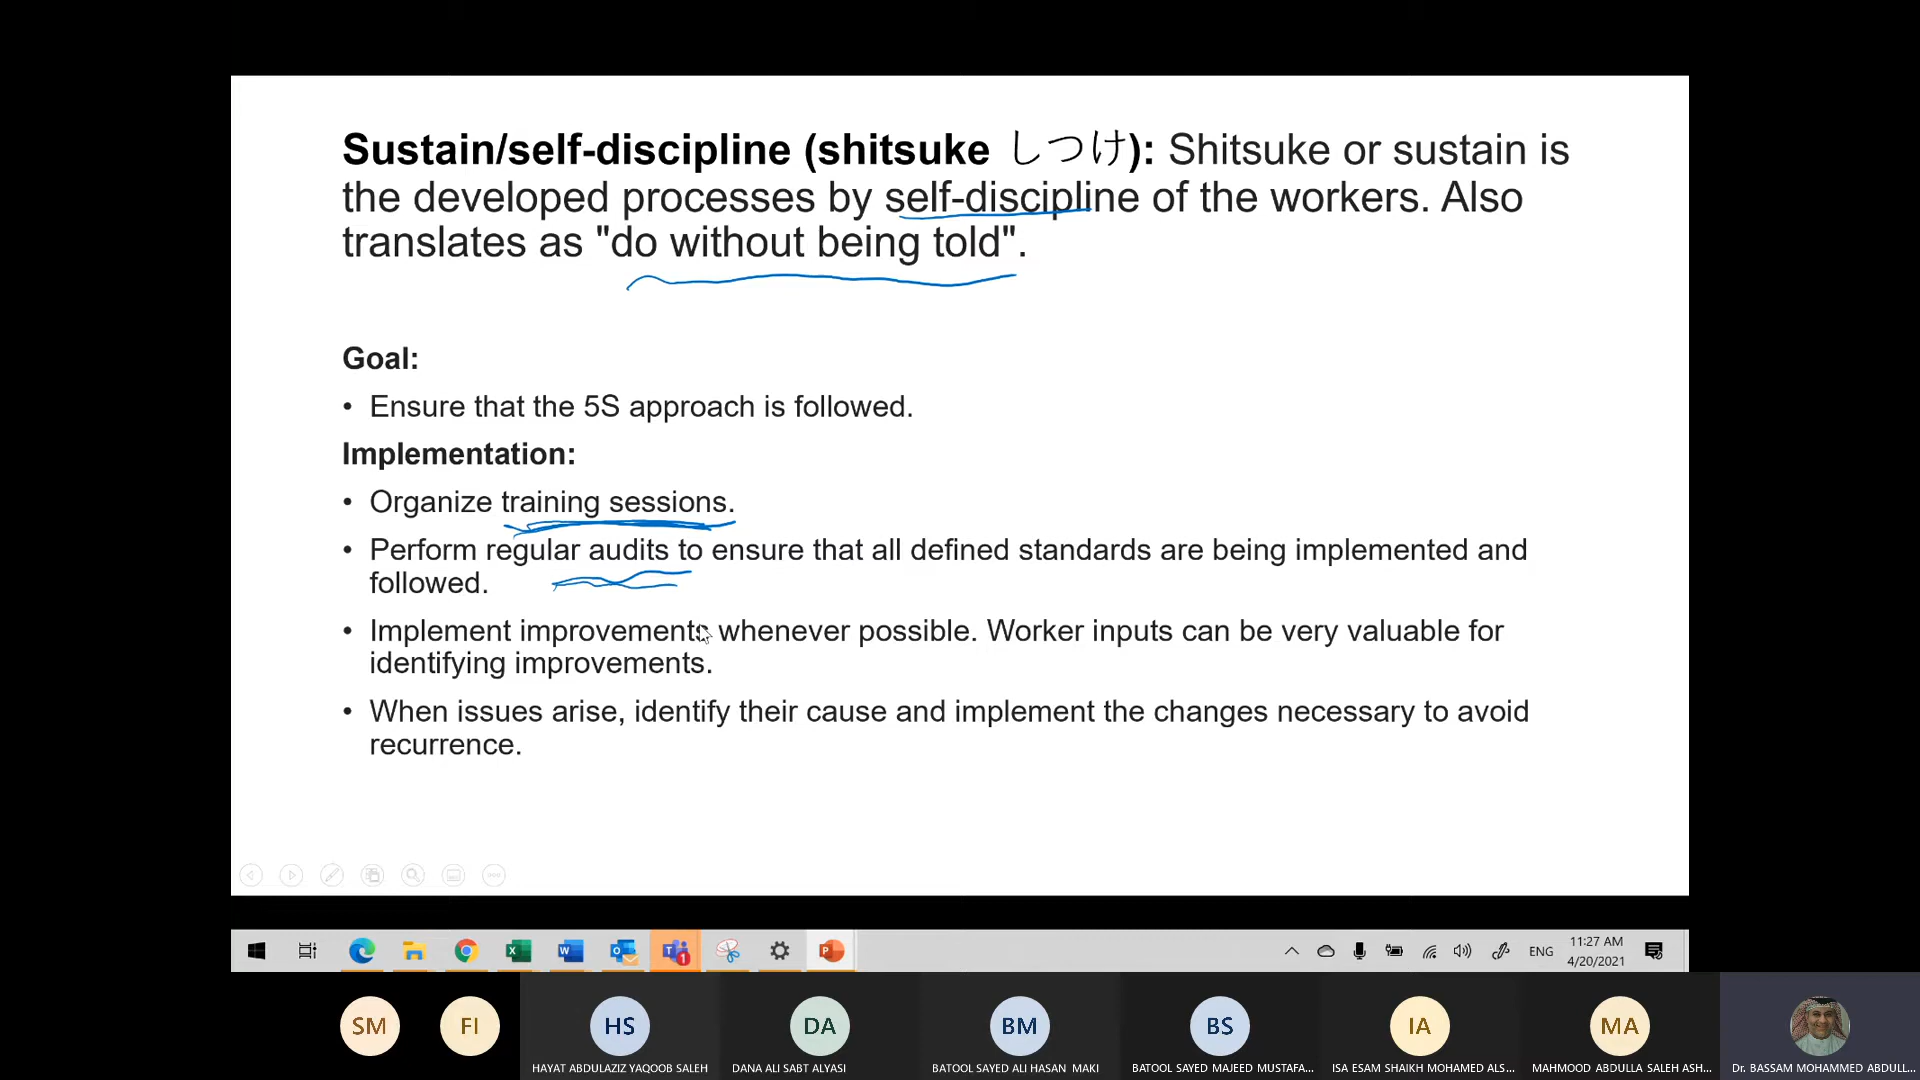 Sustain/self-discipline (shitsuke しつけ): Shitsuke or sustain is
the developed processes by self-discipline of the workers. Also
translates as "do without being told".
Goal:
• Ensure that the 5S approach is followed.
Implementation:
• Organize training sessions.
• Perform regular audits to ensure that all defined standards are being implemented and
followed.
• Implement improvements whenever possible. Worker inputs can be very valuable for
identifying improvements.
• When issues arise, identify their cause and implement the changes necessary to avoid
recurrence.
ENG
11:27 AM
4/20/2021
SM FI HS DA BM BS IA MA
HAYAT ABDULAZIZ YAQOOB SALEH DANA ALI SABT ALYASI BATOOL SAYED ALI HASAN MAKI BATOOL SAYED MAJEED MUSTAFA... ISA ESAM SHAIKH MOHAMED ALS... MAHMOOD ABDULLA SALEH ASH... Dr. BASSAM MOHAMMED ABDULL...